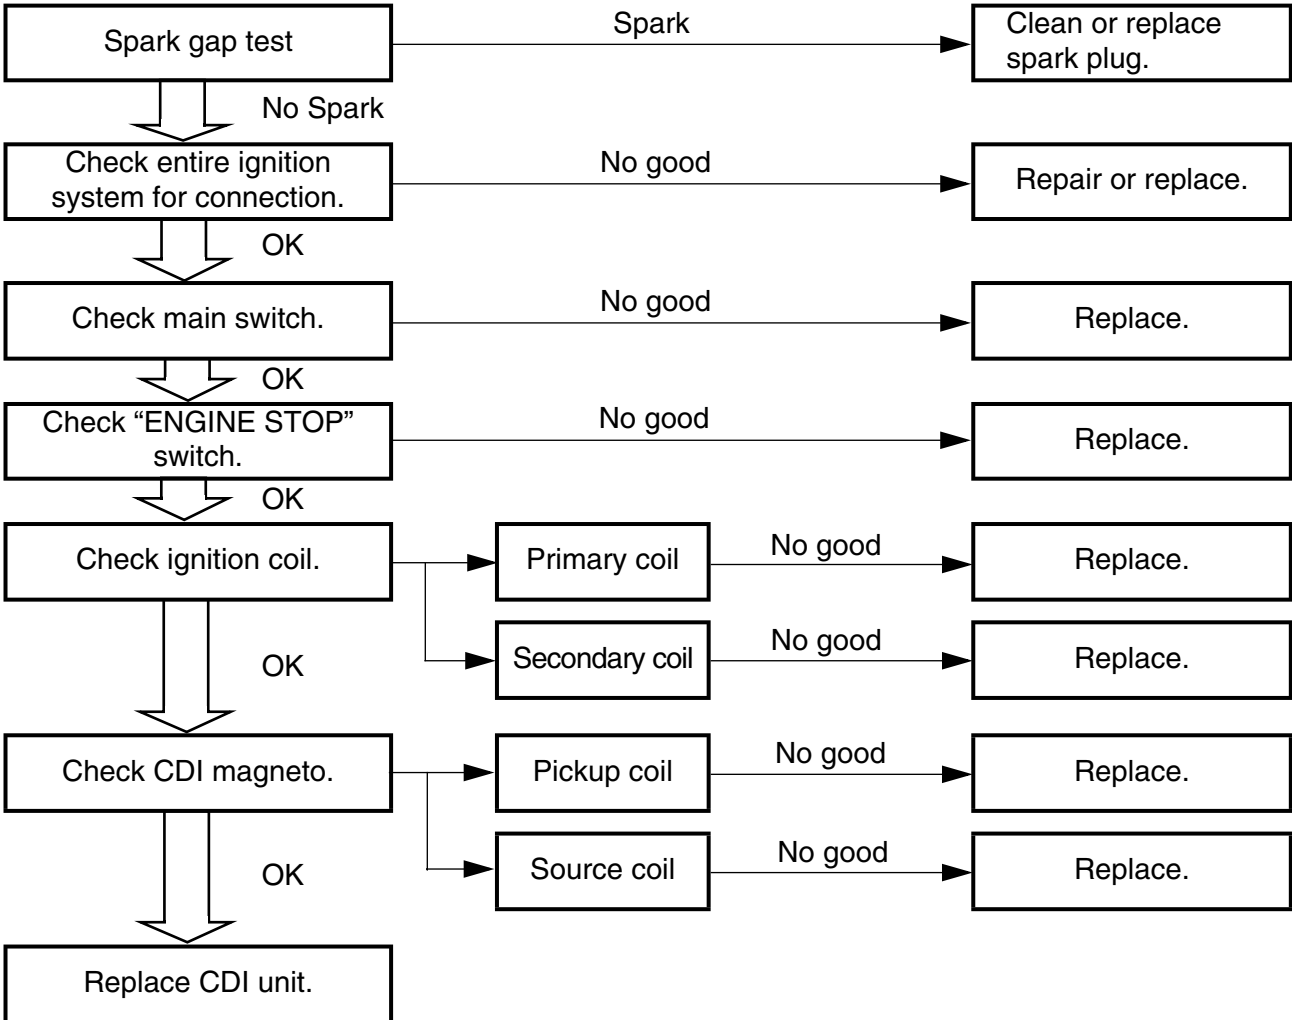 Spark gap test
Spark
Clean or replace
spark plug.
No Spark
Check entire ignition
system for connection.
No good
Repair or replace.
OK
Check main switch.
No good
Replace.
OK
Check “ENGINE STOP”
switch.
No good
Replace.
OK
Check ignition coil.
Primary coil
No good
Replace.
Secondary coil
No good
Replace.
OK
Check CDI magneto.
Pickup coil
No good
Replace.
Source coil
No good
Replace.
OK
Replace CDI unit.